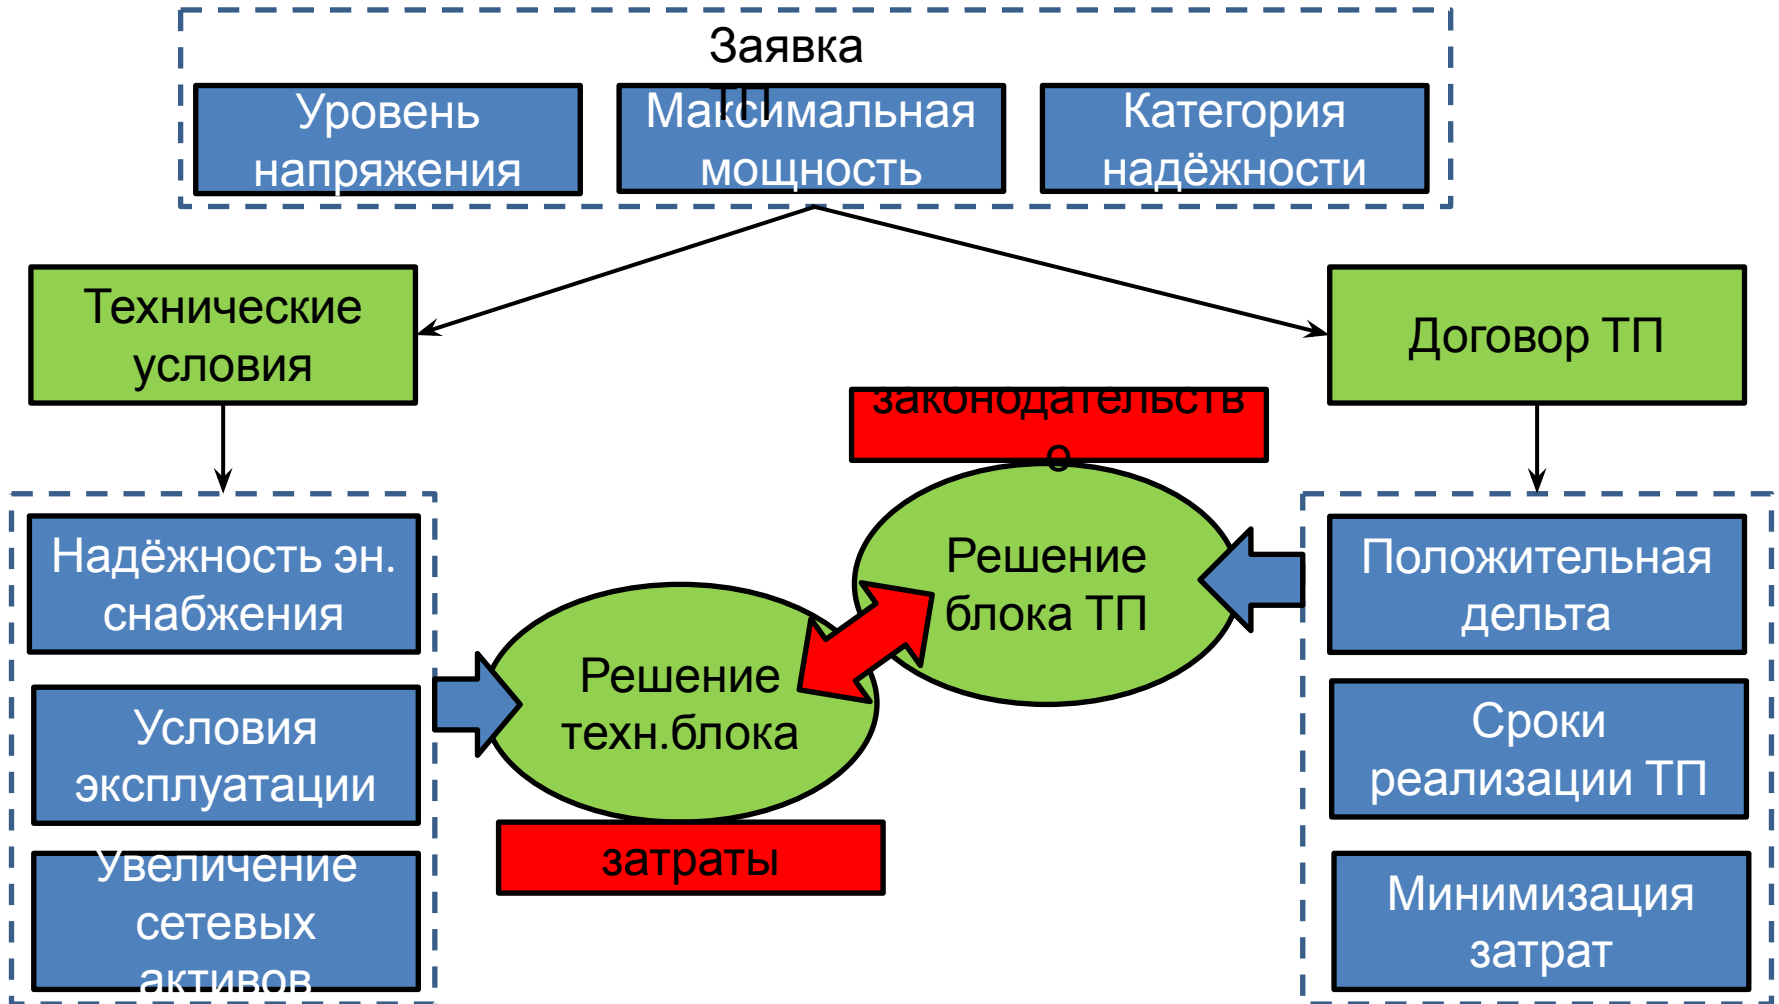 Заявка
ТП
Уровень
напряжения
Максимальная
мощность
Категория
надёжности
Технические
условия
Договор ТП
законодательств
о
Надёжность эн.
снабжения
Условия
эксплуатации
Увеличение
сетевых
активов
Решение
техн.блока
затраты
Решение
блока ТП
Положительная
дельта
Сроки
реализации ТП
Минимизация
затрат